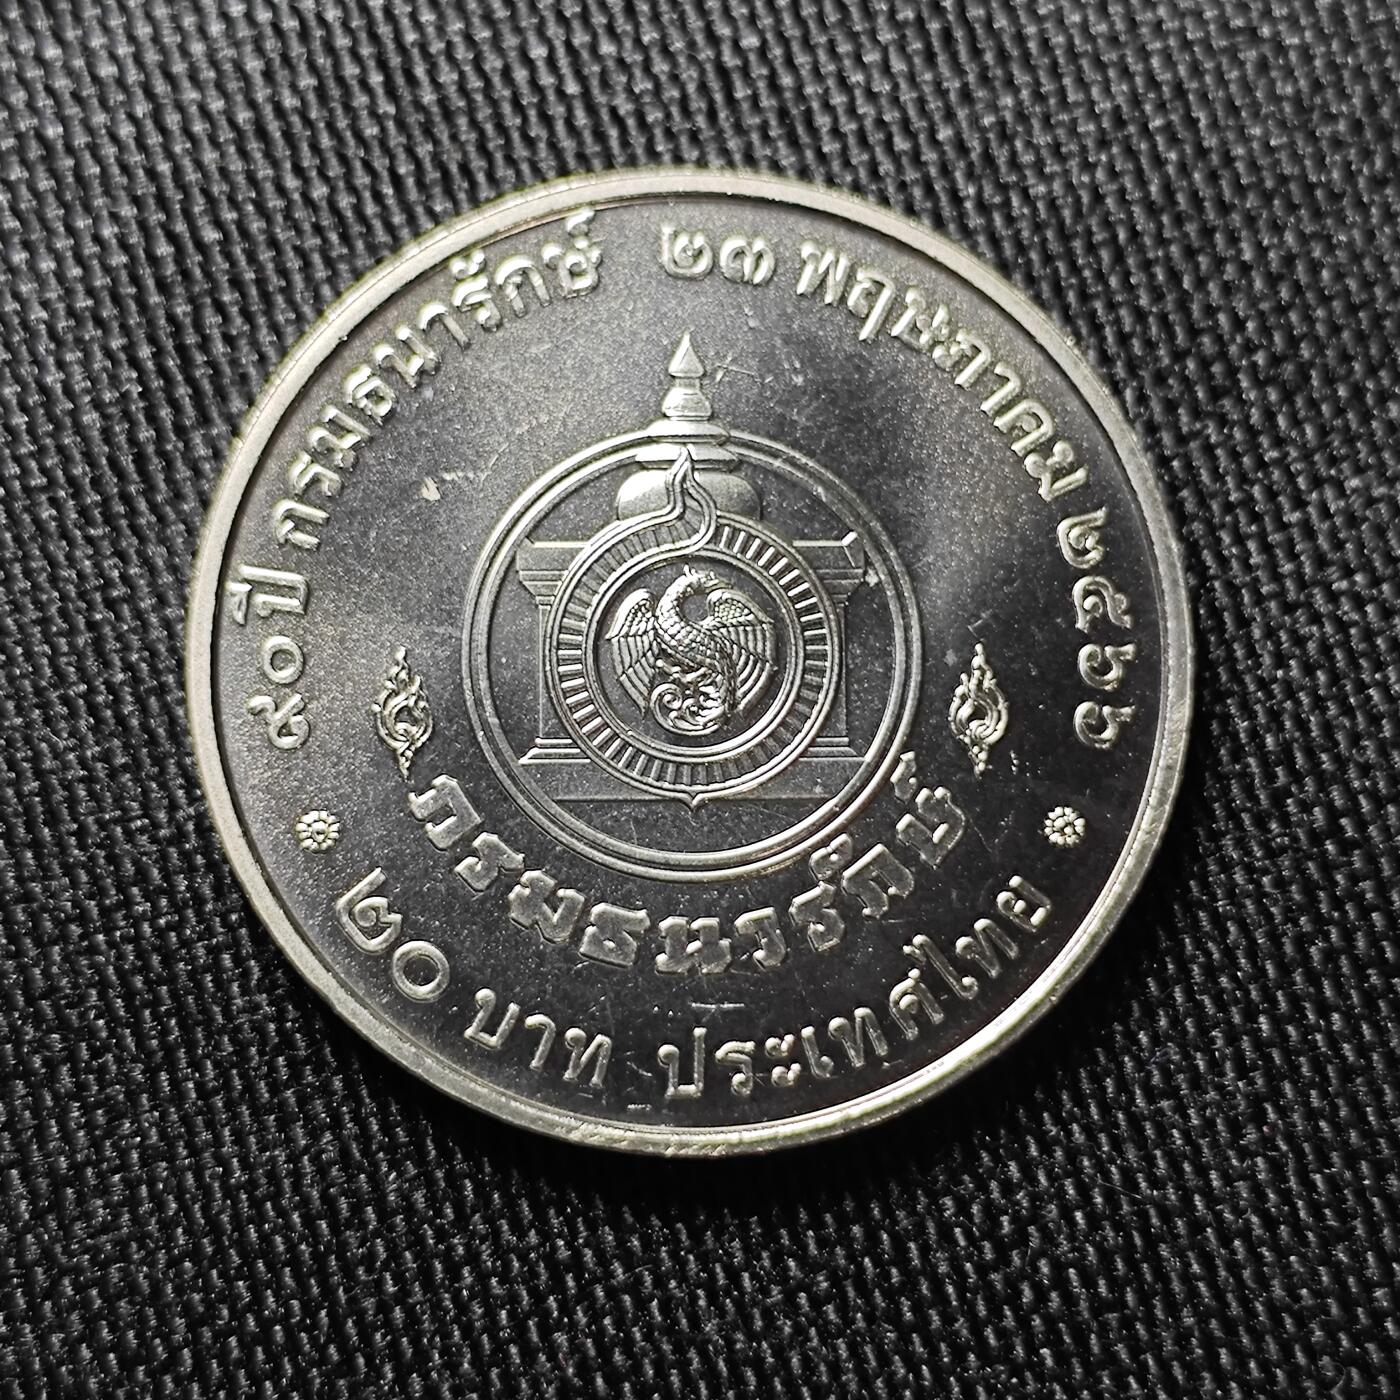 ๙๐ ปี กรมธนารักษ์ ๒๓ พฤษภาคม ๒๕๖๖
กรมธนารักษ์
๒๐ บาท ประเทศไทย